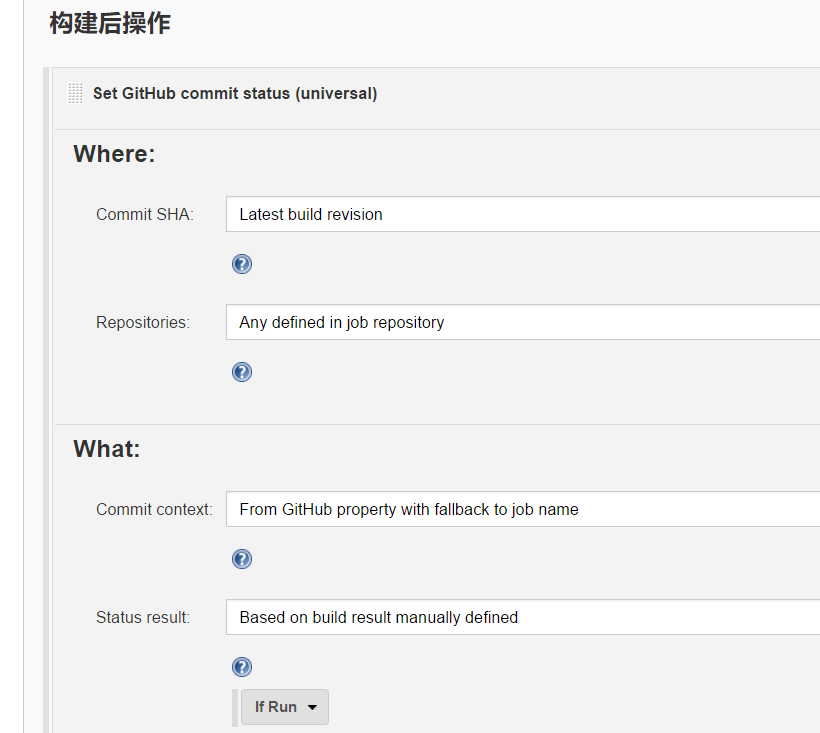 构建后操作
Set GitHub commit status (universal)
Where:
Commit SHA: Latest build revision
?
Repositories: Any defined in job repository
?
What:
Commit context: From GitHub property with fallback to job name
?
Status result: Based on build result manually defined
?
If Run